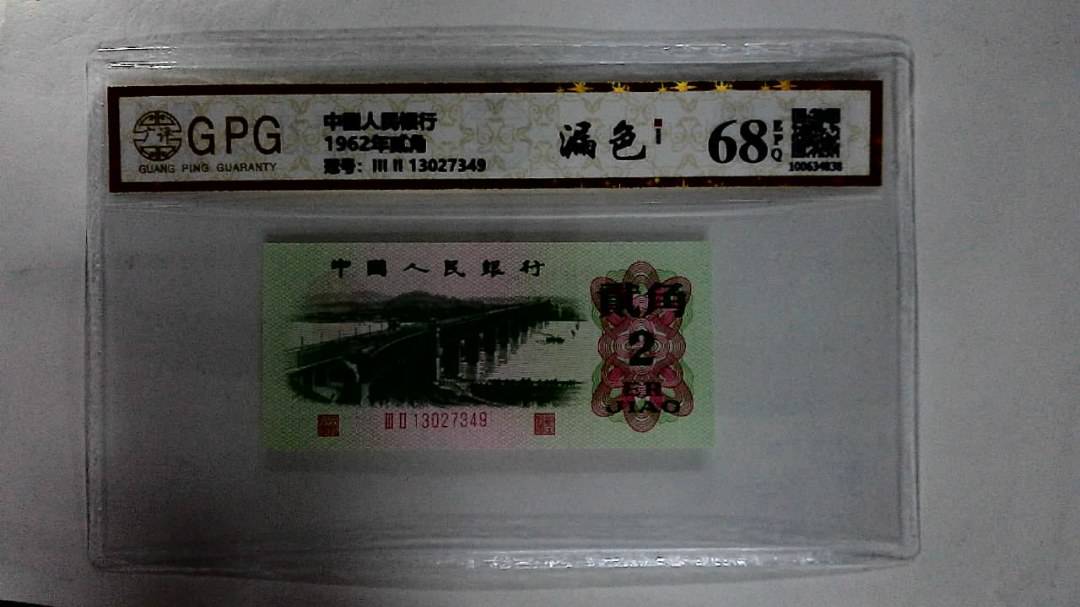 GPG
GUANG PING GUARANTY
中國人民銀行
1962年貳角
冠号：III II 13027349
漏色
68
EPQ
100634838
中國人民銀行
貳角
2
ER
JIAO
III II 13027349